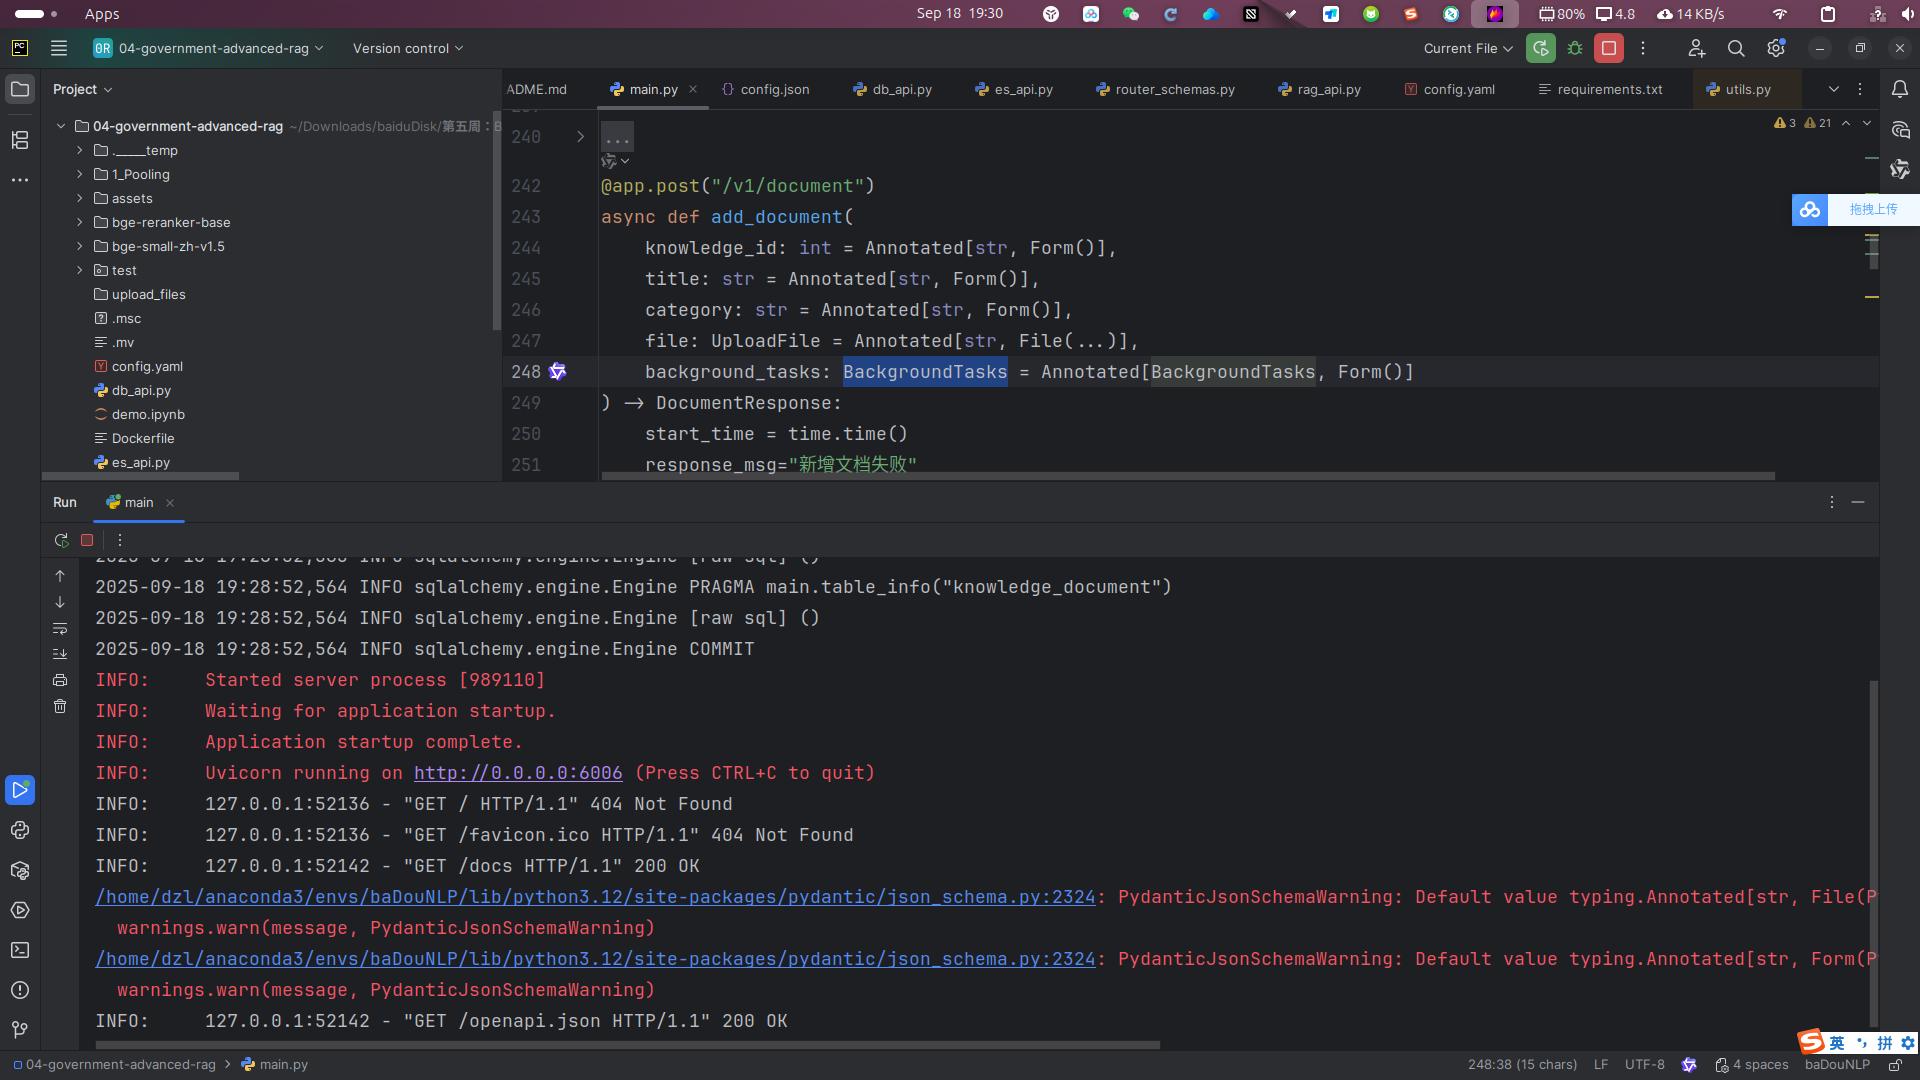 Apps
Sep 18 19:30
80%
4.8
14 KB/s
PC
0R
04-government-advanced-rag
Version control
Current File
Project
ADME.md
main.py
config.json
db_api.py
es_api.py
router_schemas.py
rag_api.py
config.yaml
requirements.txt
utils.py
04-government-advanced-rag ~/Downloads/baiduDisk/第五周：
.____temp
1_Pooling
assets
bge-reranker-base
bge-small-zh-v1.5
test
upload_files
.msc
.mv
config.yaml
db_api.py
demo.ipynb
Dockerfile
es_api.py
3 21
240 ...
242 @app.post("/v1/document")
243 async def add_document(
244 knowledge_id: int = Annotated[str, Form()],
245 title: str = Annotated[str, Form()],
246 category: str = Annotated[str, Form()],
247 file: UploadFile = Annotated[str, File(...)],
248 background_tasks: BackgroundTasks = Annotated[BackgroundTasks, Form()]
249 ) → DocumentResponse:
250 start_time = time.time()
251 response_msg="新增文档失败"
拖拽上传
Run main
2025-09-18 19:28:52,564 INFO sqlalchemy.engine.Engine PRAGMA main.table_info("knowledge_document")
2025-09-18 19:28:52,564 INFO sqlalchemy.engine.Engine [raw sql] ()
2025-09-18 19:28:52,564 INFO sqlalchemy.engine.Engine COMMIT
INFO: Started server process [989110]
INFO: Waiting for application startup.
INFO: Application startup complete.
INFO: Uvicorn running on http://0.0.0.0:6006 (Press CTRL+C to quit)
INFO: 127.0.0.1:52136 - "GET / HTTP/1.1" 404 Not Found
INFO: 127.0.0.1:52136 - "GET /favicon.ico HTTP/1.1" 404 Not Found
INFO: 127.0.0.1:52142 - "GET /docs HTTP/1.1" 200 OK
/home/dzl/anaconda3/envs/baDouNLP/lib/python3.12/site-packages/pydantic/json_schema.py:2324: PydanticJsonSchemaWarning: Default value typing.Annotated[str, File(P
warnings.warn(message, PydanticJsonSchemaWarning)
/home/dzl/anaconda3/envs/baDouNLP/lib/python3.12/site-packages/pydantic/json_schema.py:2324: PydanticJsonSchemaWarning: Default value typing.Annotated[str, Form(P
warnings.warn(message, PydanticJsonSchemaWarning)
INFO: 127.0.0.1:52142 - "GET /openapi.json HTTP/1.1" 200 OK
英 拼
04-government-advanced-rag
main.py
248:38 (15 chars)
LF
UTF-8
4 spaces
baDouNLP